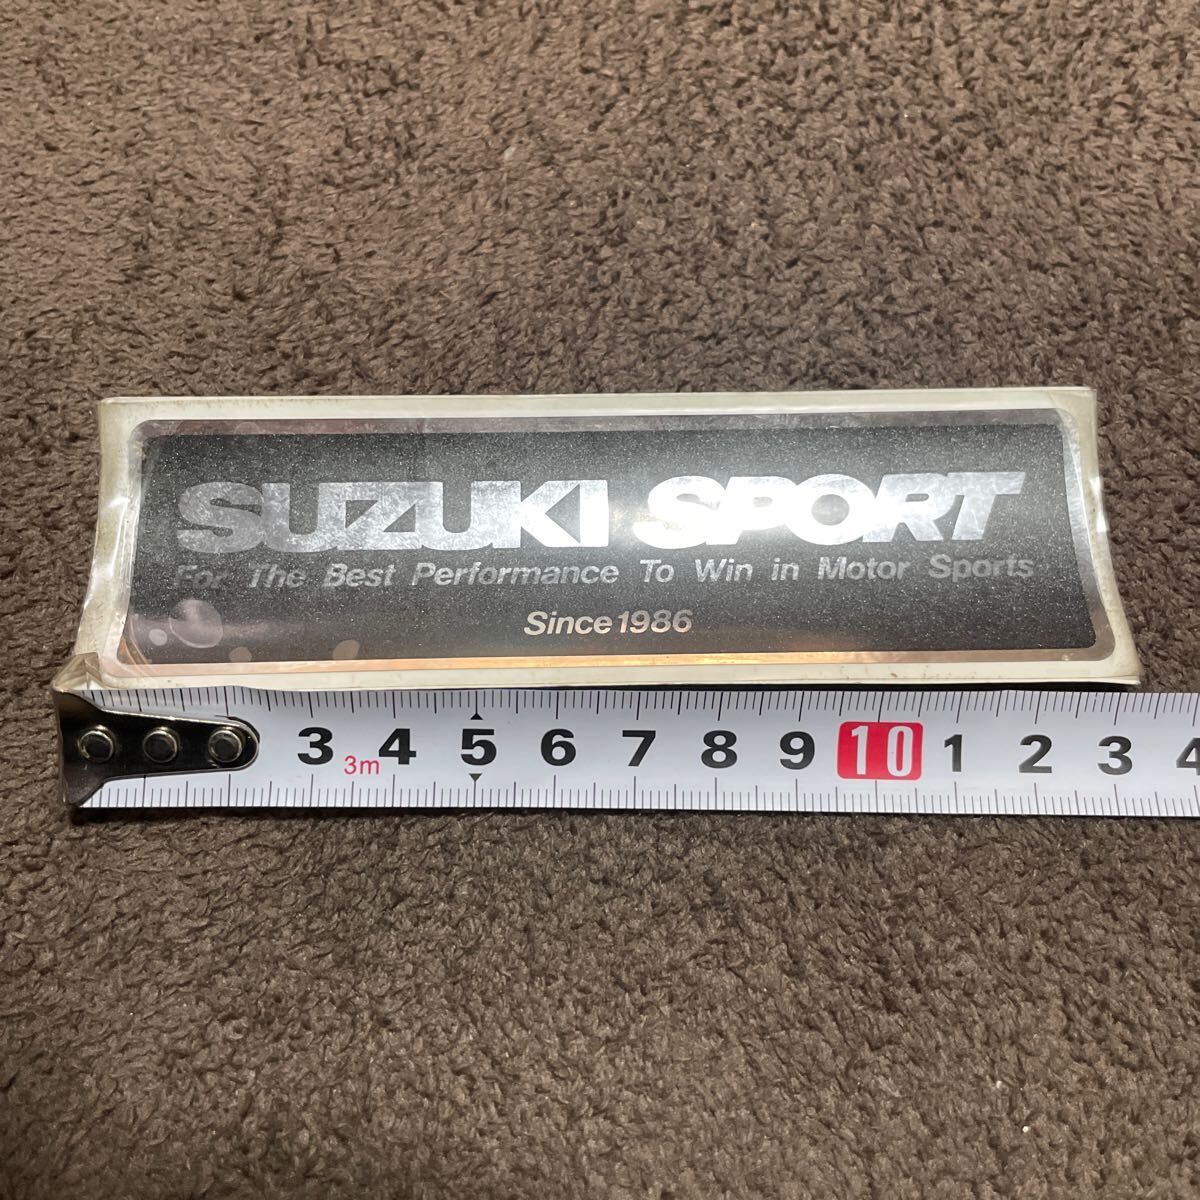 SUZUKI SPORT
For The Best Performance To Win in Motor Sports
Since 1986
3 4 5 6 7 8 9 10 1 2 3 4
3m